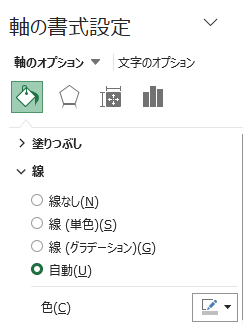 軸の書式設定
軸のオプション 文字のオプション
塗りつぶし
線
線なし(N)
線 (単色)(S)
線 (グラデーション)(G)
自動(U)
色(C)